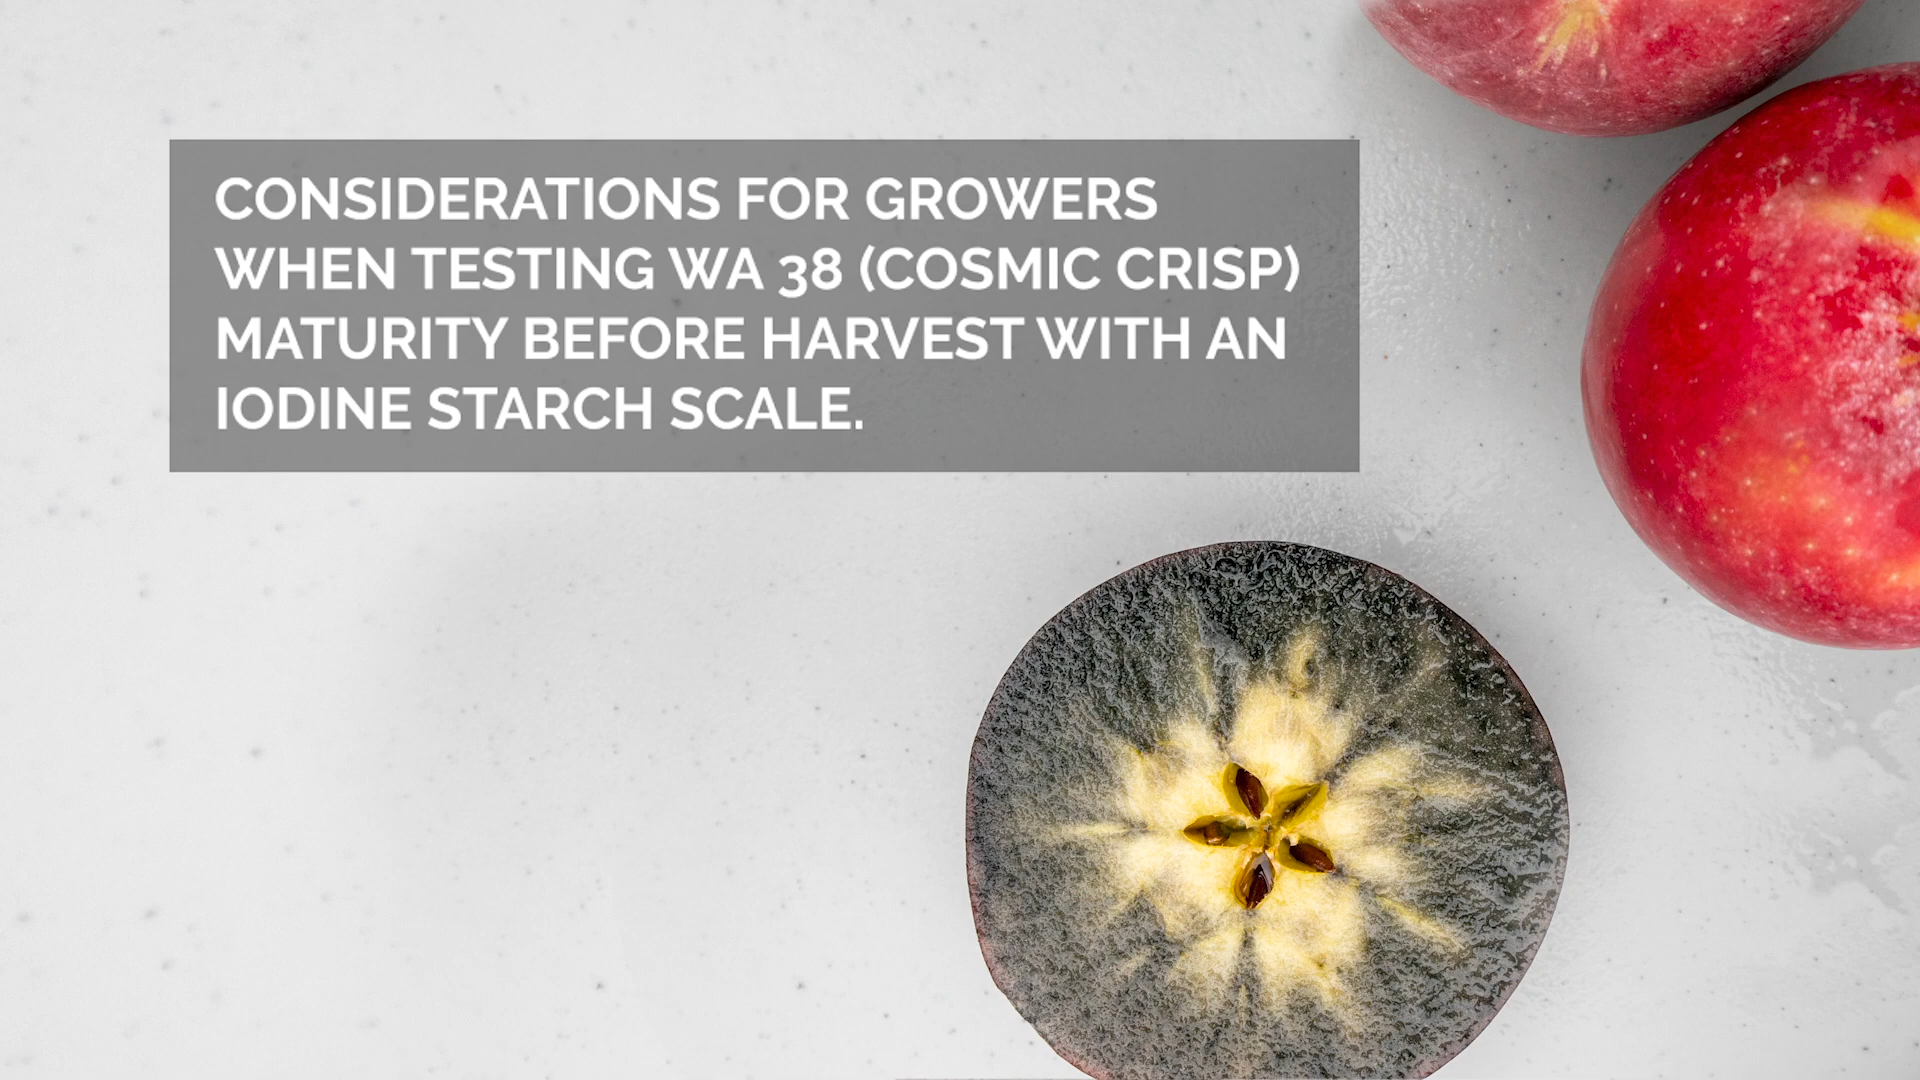 CONSIDERATIONS FOR GROWERS
WHEN TESTING WA 38 (COSMIC CRISP)
MATURITY BEFORE HARVEST WITH AN
IODINE STARCH SCALE.